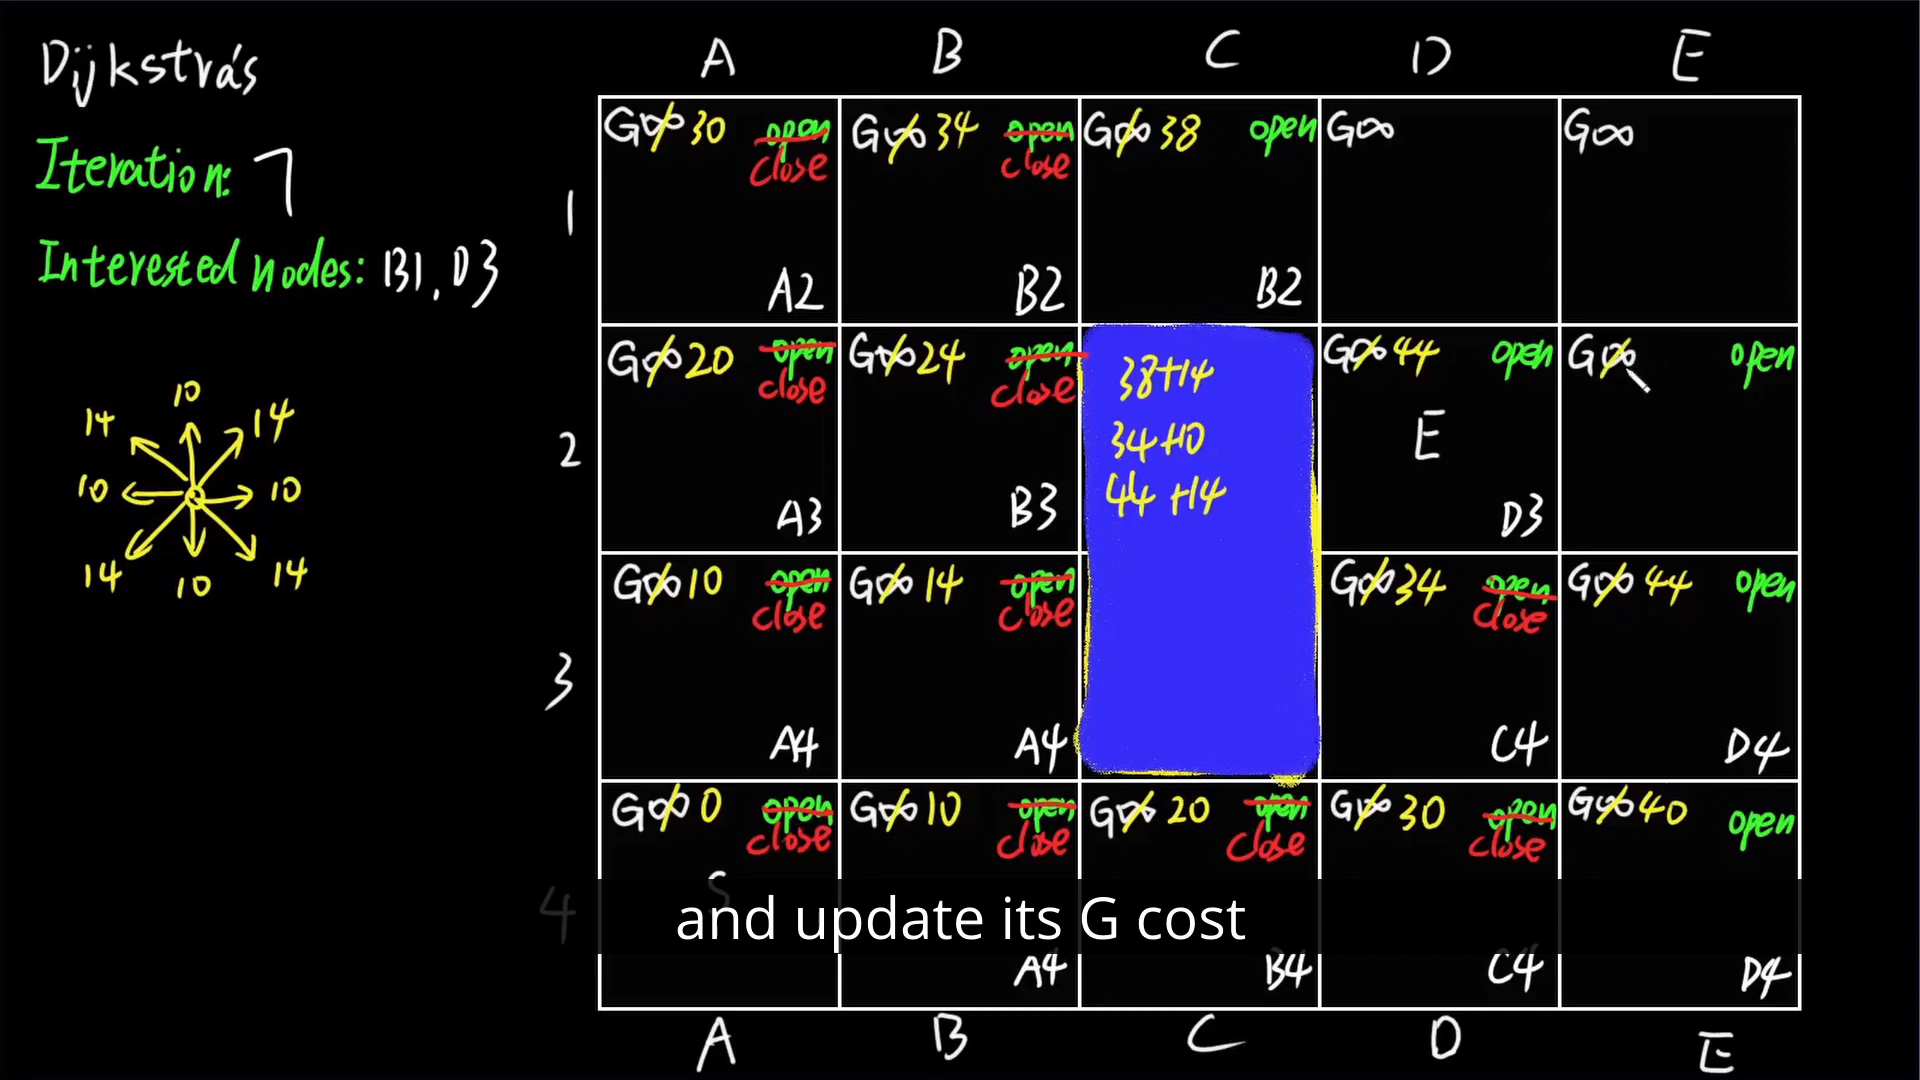 Dijkstra's
Iteration: 7
Interested nodes: B1, D3
10
14 14
10 10
14 10 14
A B C D E
1
G∞ 30 open close A2
G∞ 34 open close B2
G∞ 38 open B2
G∞
G∞
2
G∞ 20 open close A3
G∞ 24 open close B3
38+14
34+10
44+14
G∞ 44 open E D3
G∞ open
3
G∞ 10 open close A4
G∞ 14 open close A4
G∞ 34 open close C4
G∞ 44 open D4
4
G∞ 0 open close S
G∞ 10 open close A4
G∞ 20 open close B4
G∞ 30 open close C4
G∞ 40 open D4
and update its G cost
A B C D E